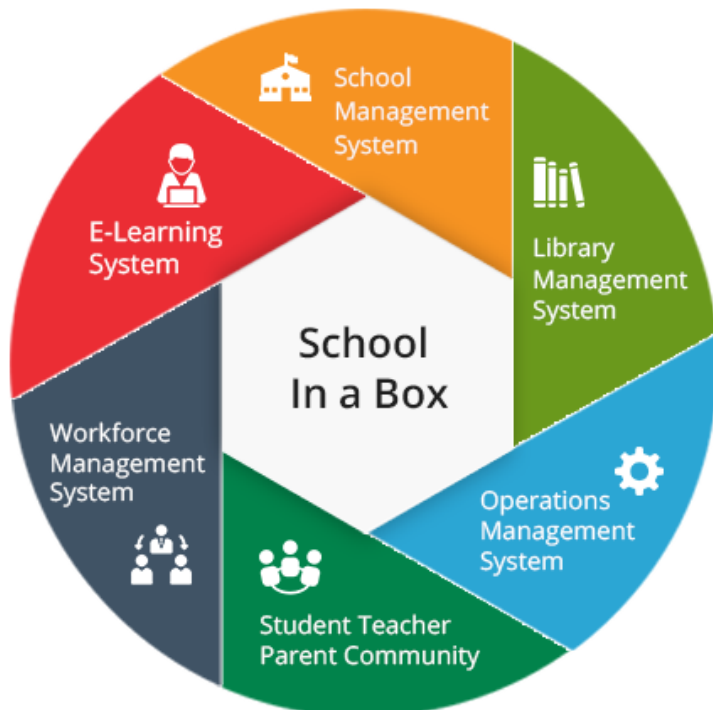 School
Management
System
Library
Management
System
Operations
Management
System
Student Teacher
Parent Community
Workforce
Management
System
E-Learning
System
School
In a Box